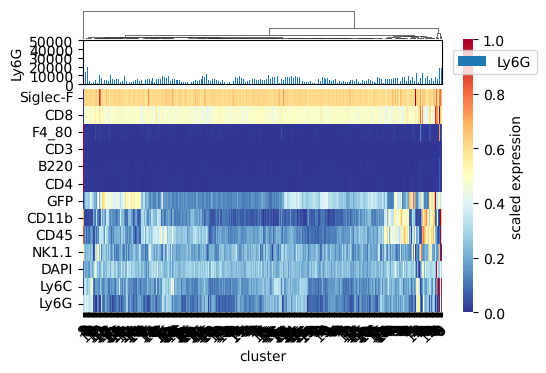 Ly6G
50000
40000
30000
20000
10000
0
Ly6G
Siglec-F
CD8
F4_80
CD3
B220
CD4
GFP
CD11b
CD45
NK1.1
DAPI
Ly6C
Ly6G
cluster
1.0
0.8
0.6
0.4
0.2
0.0
scaled expression